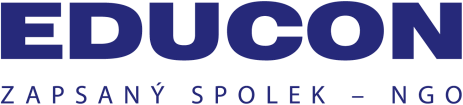 EDUCON
ZAPSANÝ SPOLEK – NGO